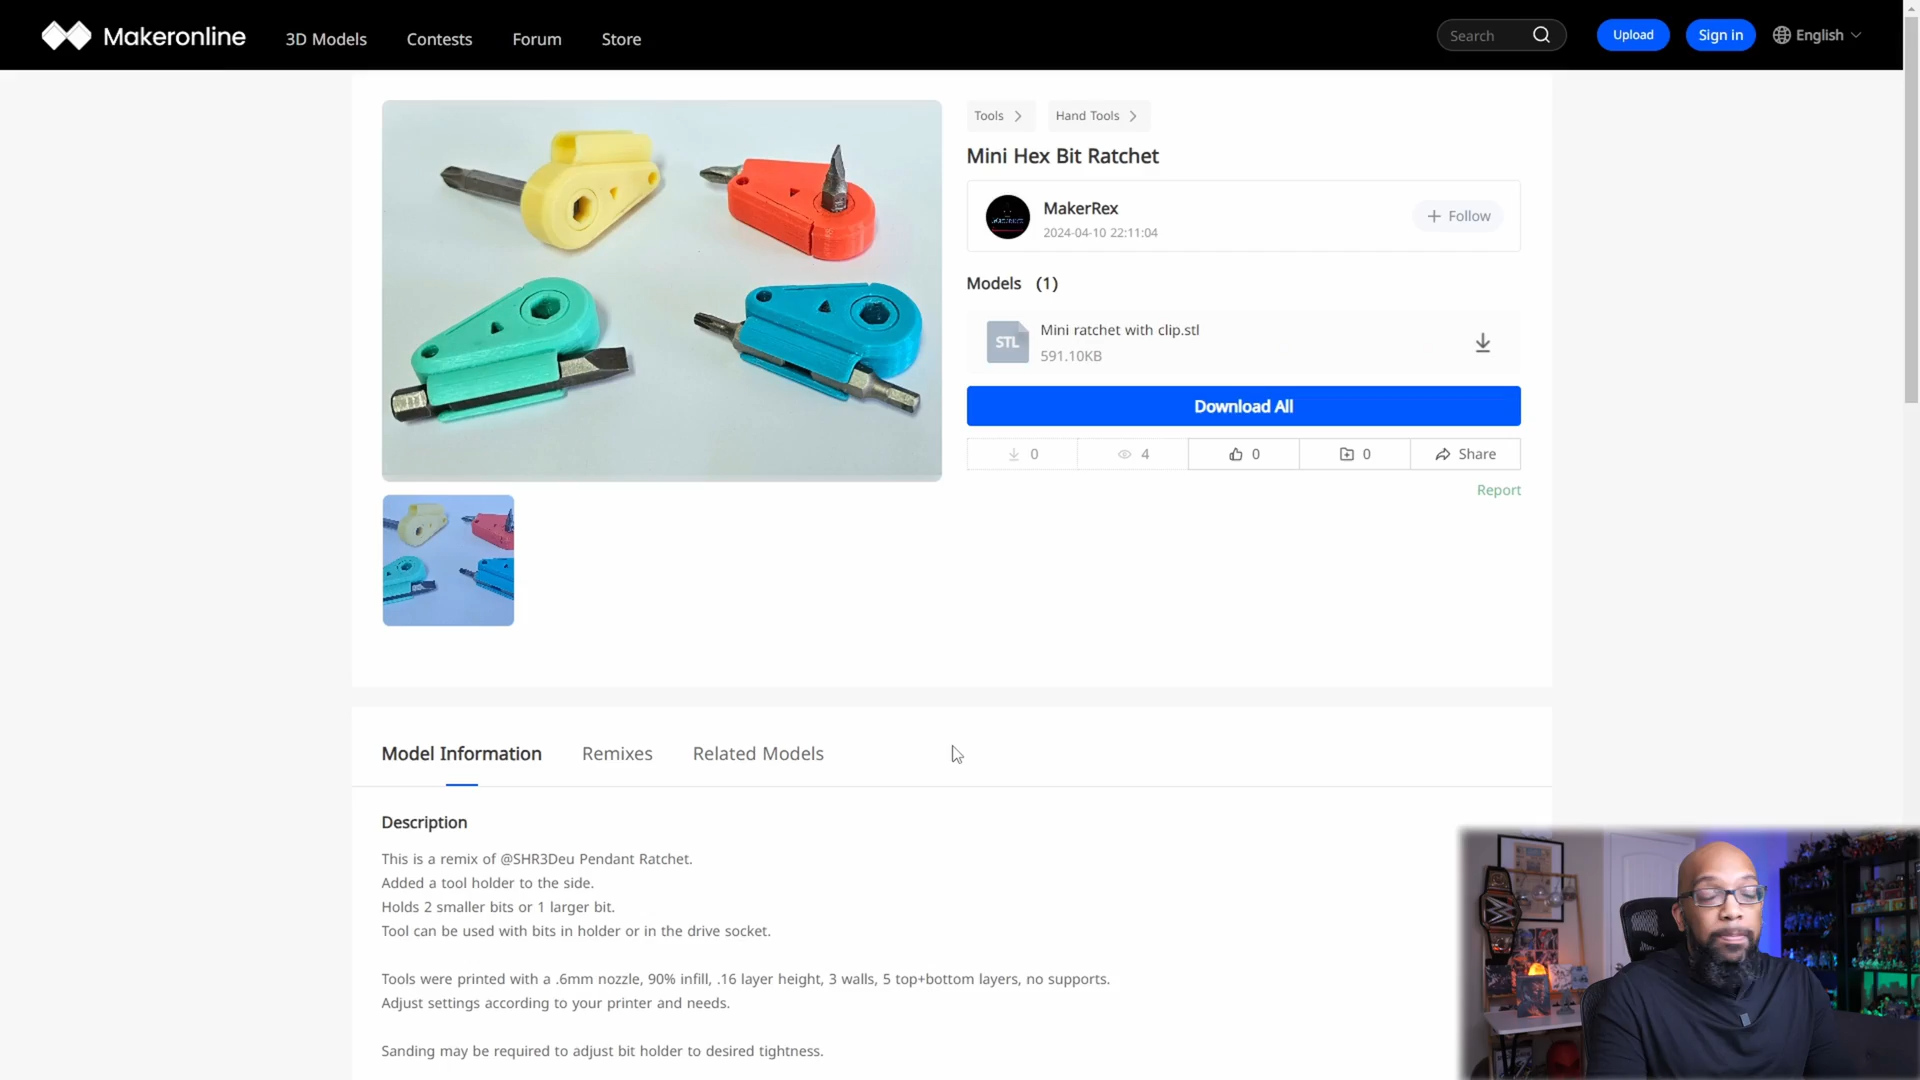 Makeronline
3D Models
Contests
Forum
Store
Search
Upload
Sign in
English
Tools
Hand Tools
Mini Hex Bit Ratchet
MakerRex
2024-04-10 22:11:04
+ Follow
Models (1)
STL
Mini ratchet with clip.stl
591.10KB
Download All
0
4
0
0
Share
Report
Model Information
Remixes
Related Models
Description
This is a remix of @SHR3Deu Pendant Ratchet.
Added a tool holder to the side.
Holds 2 smaller bits or 1 larger bit.
Tool can be used with bits in holder or in the drive socket.
Tools were printed with a .6mm nozzle, 90% infill, .16 layer height, 3 walls, 5 top+bottom layers, no supports.
Adjust settings according to your printer and needs.
Sanding may be required to adjust bit holder to desired tightness.